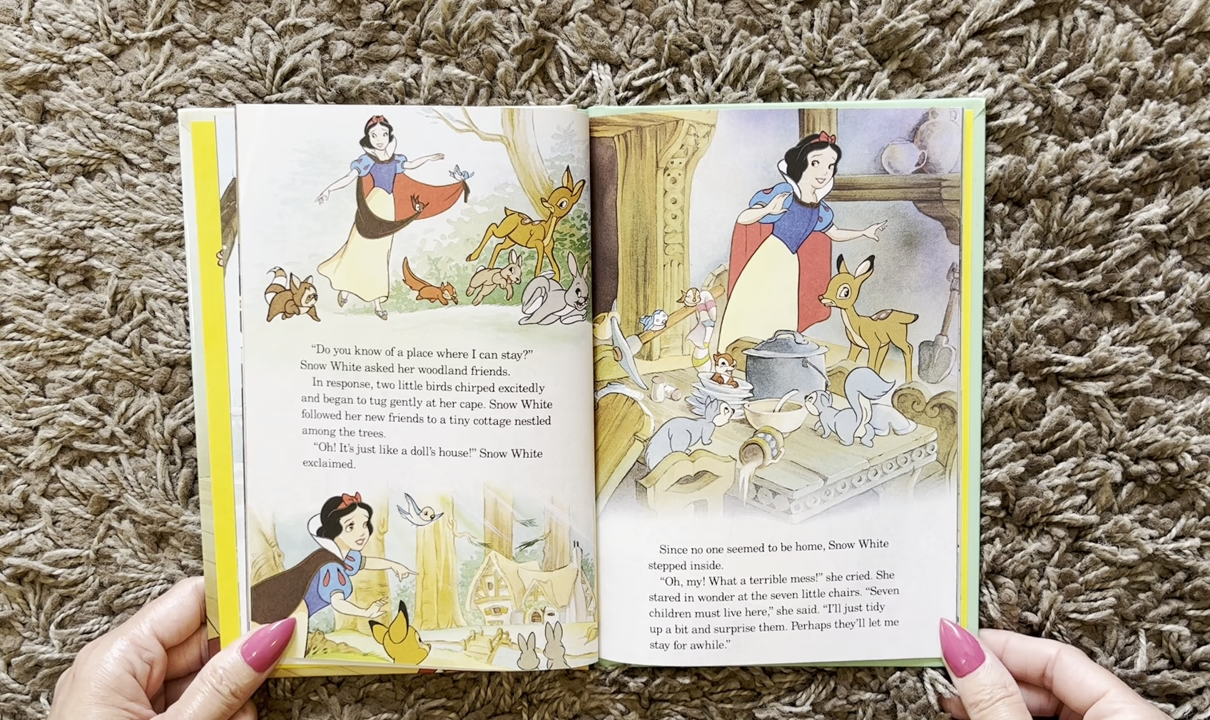 “Do you know of a place where I can stay?”
Snow White asked her woodland friends.
In response, two little birds chirped excitedly
and began to tug gently at her cape. Snow White
followed her new friends to a tiny cottage nestled
among the trees.
“Oh! It’s just like a doll’s house!” Snow White
exclaimed.
Since no one seemed to be home, Snow White
stepped inside.
“Oh, my! What a terrible mess!” she cried. She
stared in wonder at the seven little chairs. “Seven
children must live here,” she said. “I’ll just tidy
up a bit and surprise them. Perhaps they’ll let me
stay for awhile.”